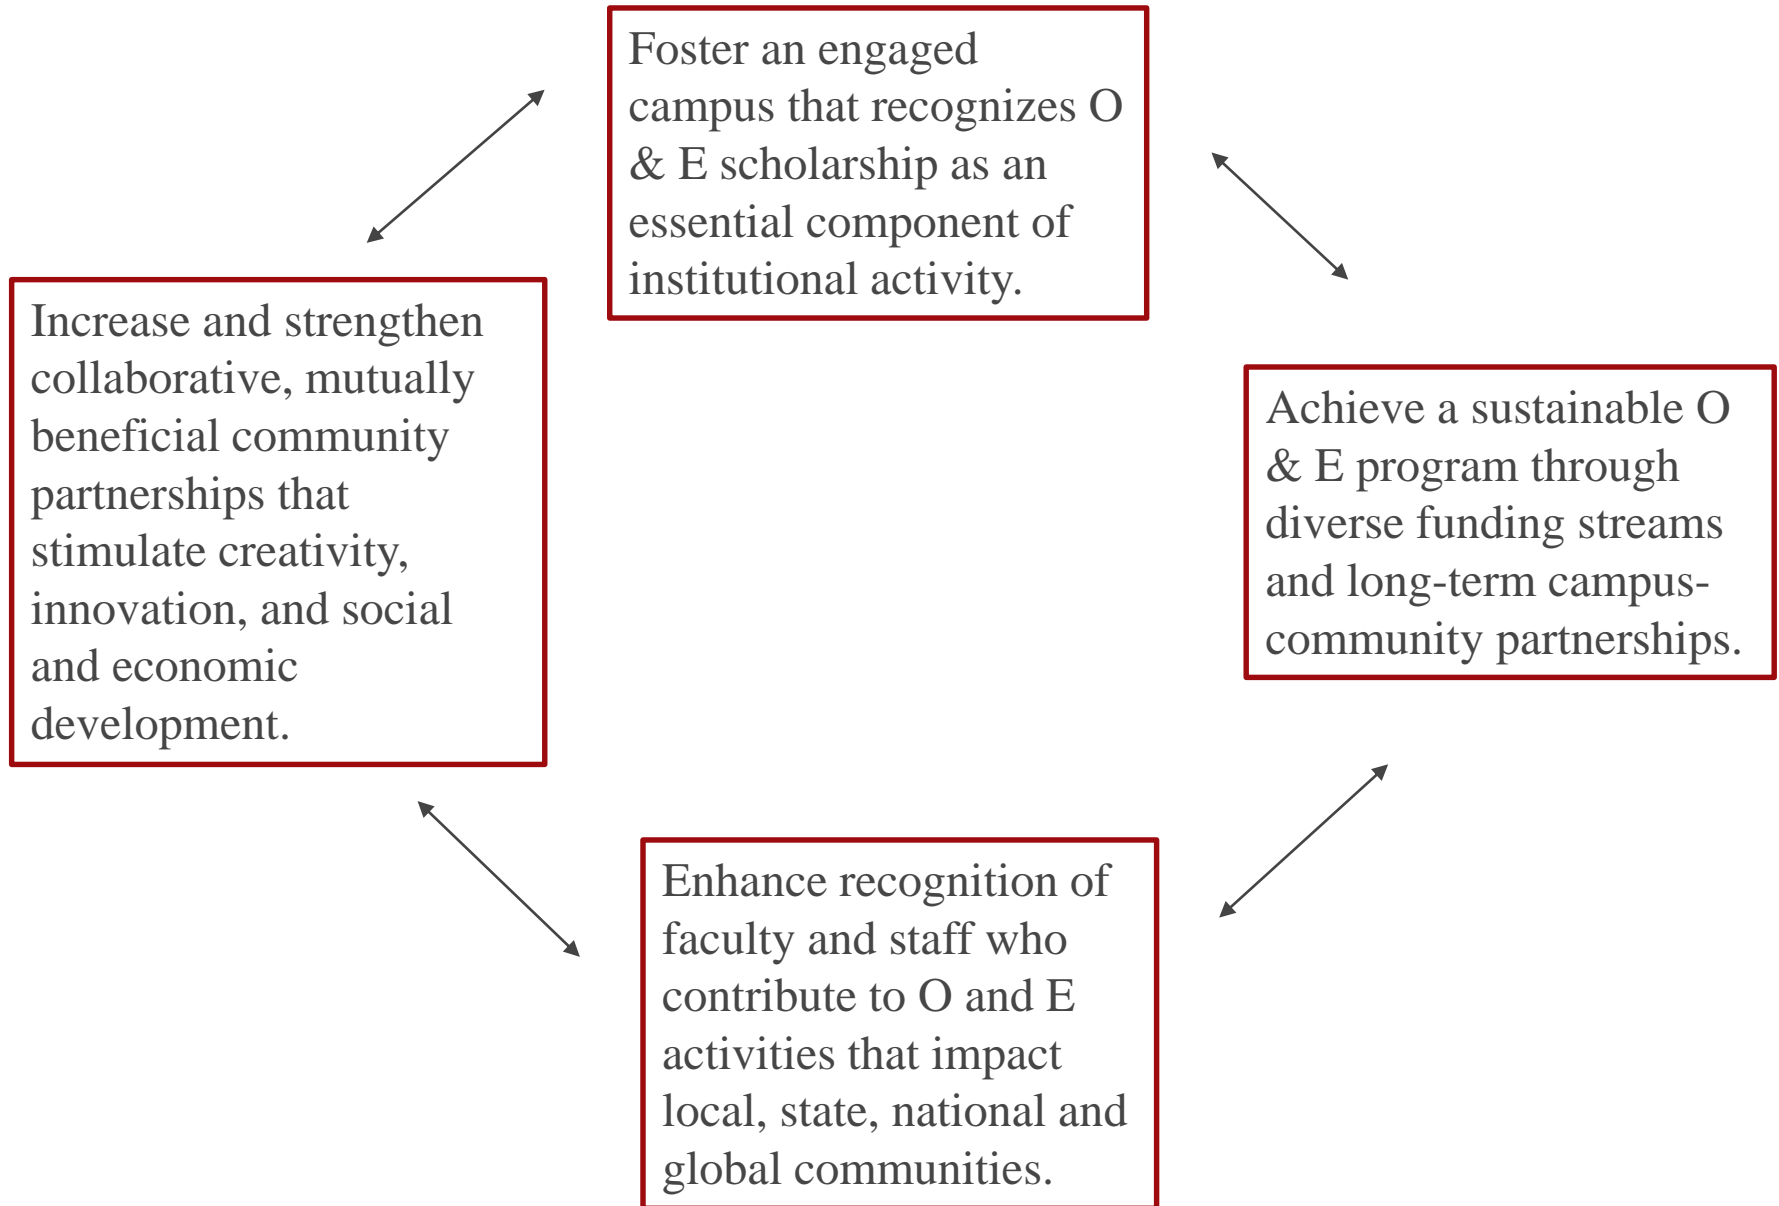 Foster an engaged
campus that recognizes O
& E scholarship as an
essential component of
institutional activity.
Increase and strengthen
collaborative, mutually
beneficial community
partnerships that
stimulate creativity,
innovation, and social
and economic
development.
Achieve a sustainable O
& E program through
diverse funding streams
and long-term campus-
community partnerships.
Enhance recognition of
faculty and staff who
contribute to O and E
activities that impact
local, state, national and
global communities.